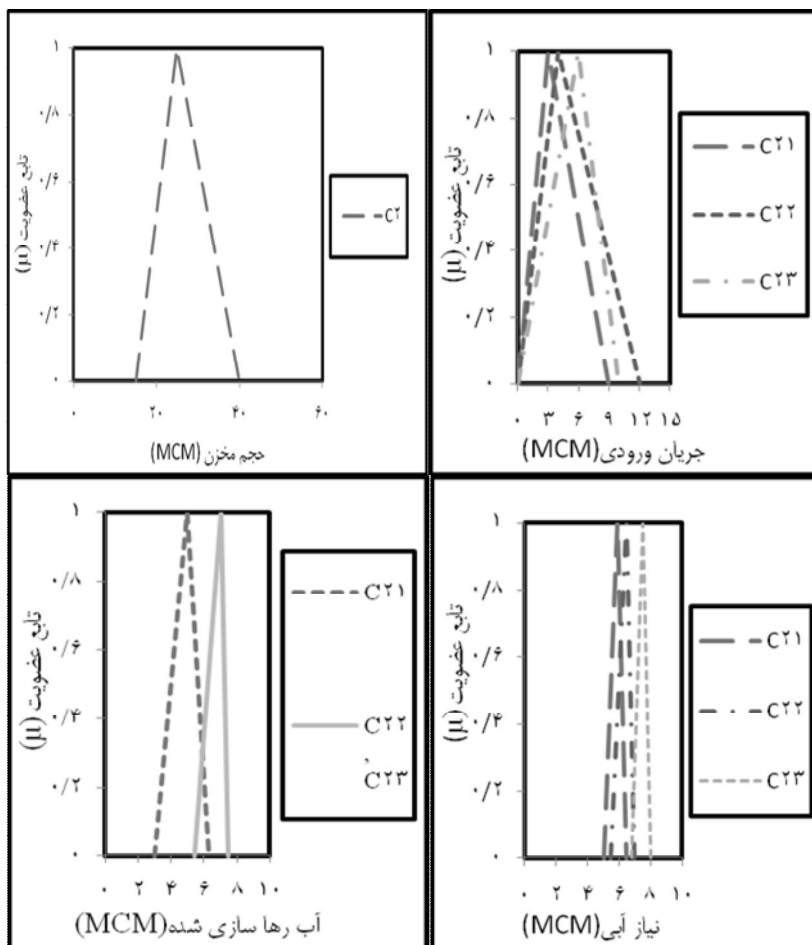 ۱
۰/۸
۰/۶
۰/۴
۰/۲
۰
۰ ۲۰ ۴۰ ۶۰
تابع عضویت (µ)
حجم مخزن (MCM)
C۲
۱
۰/۸
۰/۶
۰/۴
۰/۲
۰
۰ ۳ ۶ ۹ ۱۲ ۱۵
تابع عضویت (µ)
جریان ورودی(MCM)
C۲۱
C۲۲
C۲۳
۱
۰/۸
۰/۶
۰/۴
۰/۲
۰
۰ ۲ ۴ ۶ ۸ ۱۰
تابع عضویت (µ)
آب رها سازی شده(MCM)
C۲۱
C۲۲
و
C۲۳
۱
۰/۸
۰/۶
۰/۴
۰/۲
۰
۰ ۲ ۴ ۶ ۸ ۱۰
تابع عضویت (µ)
نیاز آبی(MCM)
C۲۱
C۲۲
C۲۳